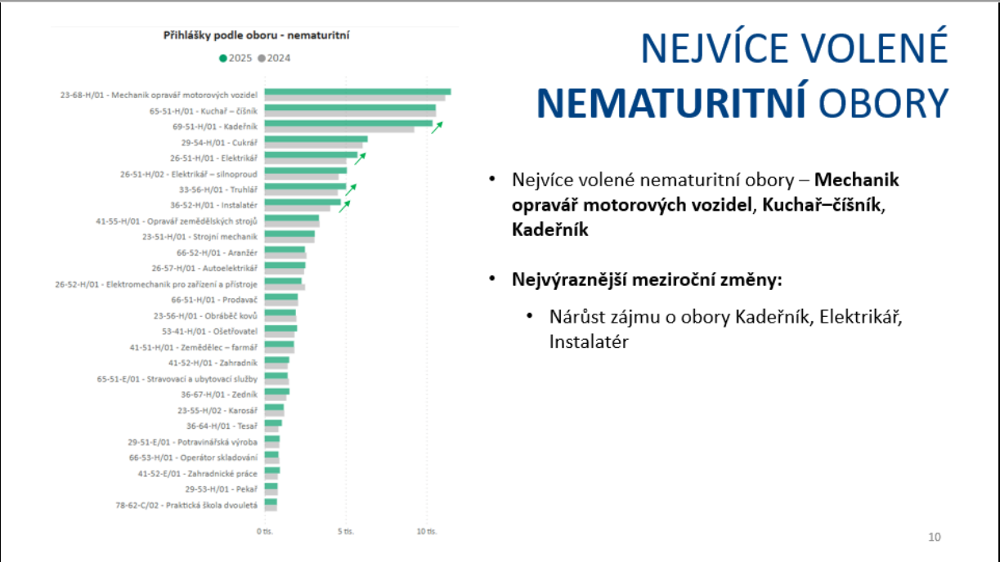 Přihlášky podle oboru - nematuritní
2025 2024
23-68-H/01 - Mechanik opravář motorových vozidel
65-51-H/01 - Kuchař – číšník
69-51-H/01 - Kadeřník
29-54-H/01 - Cukrář
26-51-H/01 - Elektrikář
26-51-H/02 - Elektrikář – silnoproud
33-56-H/01 - Truhlář
36-52-H/01 - Instalatér
41-55-H/01 - Opravář zemědělských strojů
23-51-H/01 - Strojní mechanik
66-52-H/01 - Aranžér
26-57-H/01 - Autoelektrikář
26-52-H/01 - Elektromechanik pro zařízení a přístroje
66-51-H/01 - Prodavač
23-56-H/01 - Obráběč kovů
53-41-H/01 - Ošetřovatel
41-51-H/01 - Zemědělec – farmář
41-52-H/01 - Zahradník
65-51-E/01 - Stravovací a ubytovací služby
36-67-H/01 - Zedník
23-55-H/02 - Karosář
36-64-H/01 - Tesař
29-51-E/01 - Potravinářská výroba
66-53-H/01 - Operátor skladování
41-52-E/01 - Zahradnické práce
29-53-H/01 - Pekař
78-62-C/02 - Praktická škola dvouletá
0 tis. 5 tis. 10 tis.
NEJVÍCE VOLENÉ
NEMATURITNÍ OBORY
• Nejvíce volené nematuritní obory – Mechanik
opravář motorových vozidel, Kuchař–číšník,
Kadeřník
• Nejvýraznější meziroční změny:
• Nárůst zájmu o obory Kadeřník, Elektrikář,
Instalatér
10